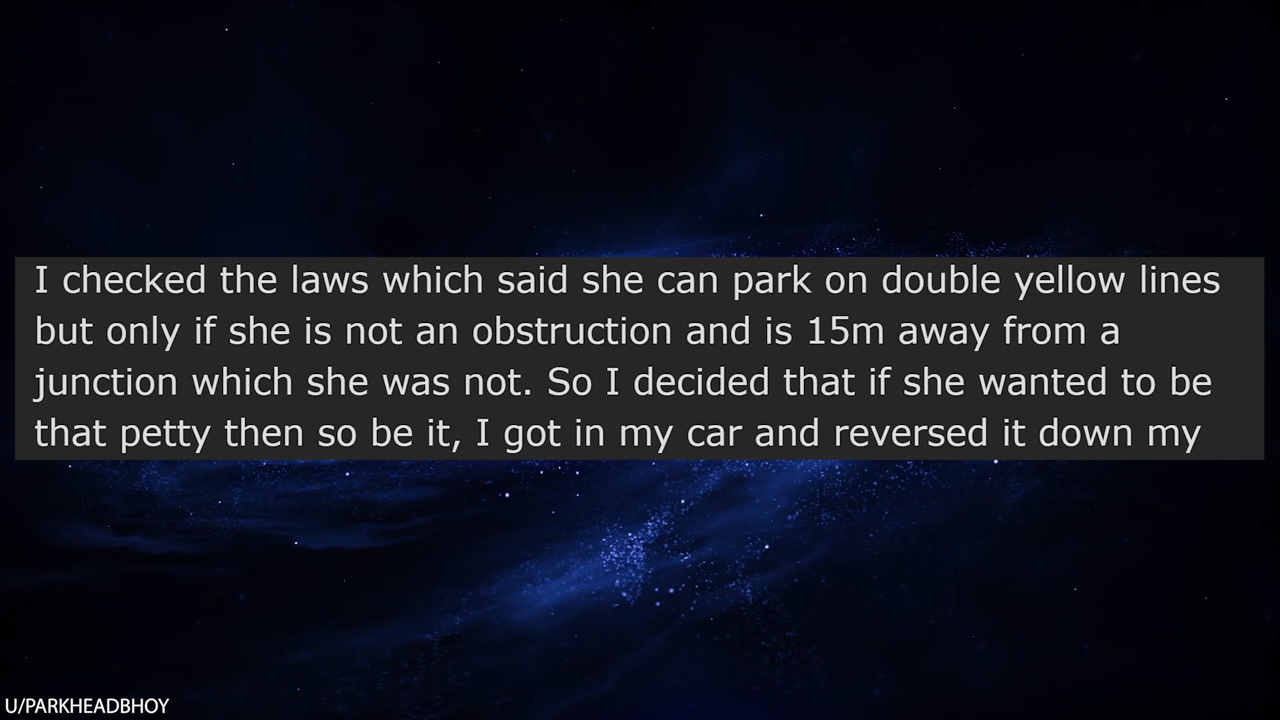 I checked the laws which said she can park on double yellow lines
but only if she is not an obstruction and is 15m away from a
junction which she was not. So I decided that if she wanted to be
that petty then so be it, I got in my car and reversed it down my
U/PARKHEADBHOY